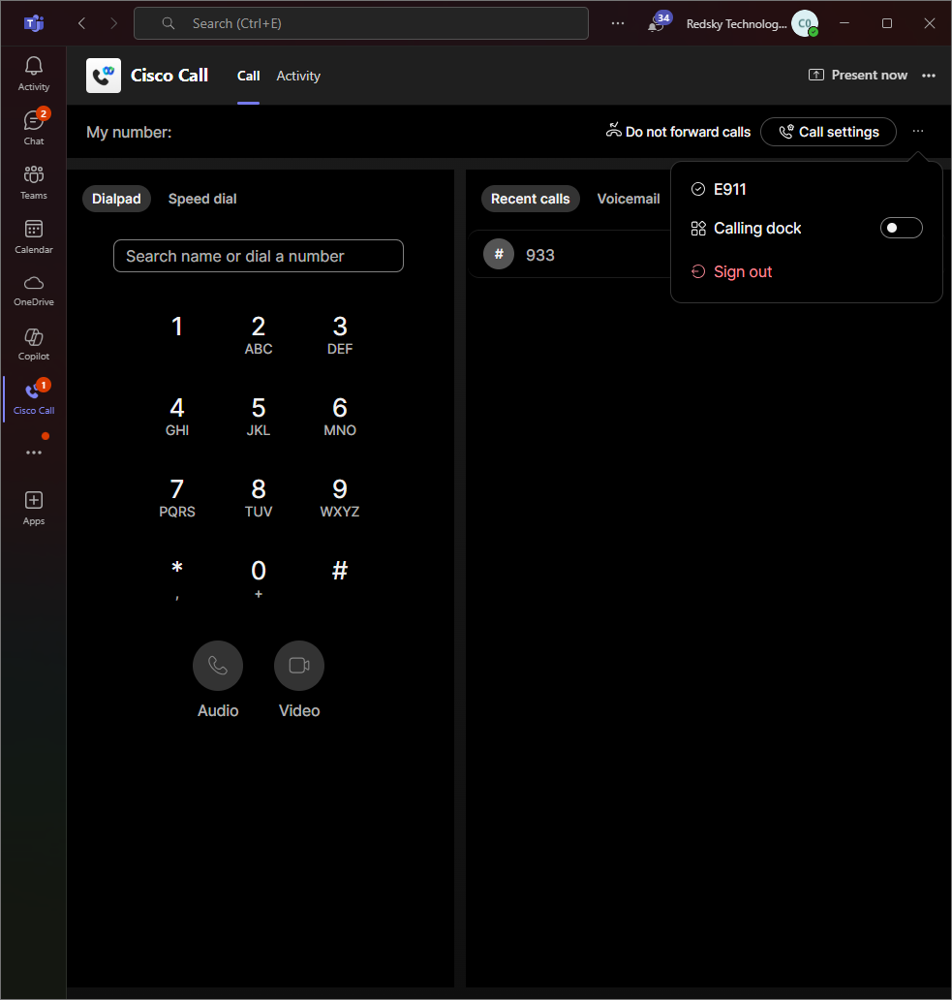 Search (Ctrl+E)
34
Redsky Technolog...
C0
Activity
2
Chat
Teams
Calendar
OneDrive
Copilot
1
Cisco Call
Apps
Cisco Call
Call
Activity
Present now
My number:
Do not forward calls
Call settings
E911
Calling dock
Sign out
Dialpad
Speed dial
Search name or dial a number
1
2
3
ABC
DEF
4
5
6
GHI
JKL
MNO
7
8
9
PQRS
TUV
WXYZ
*
0
#
,
+
Audio
Video
Recent calls
Voicemail
#
933